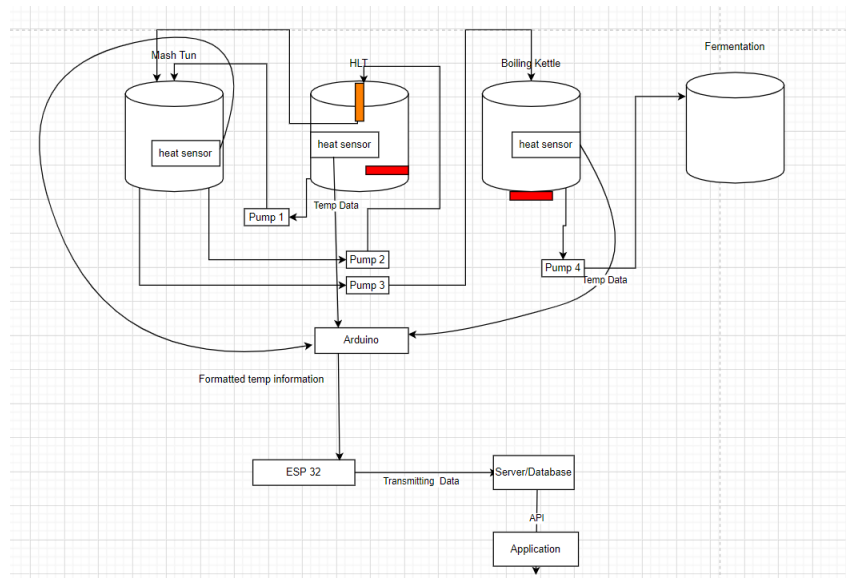 Fermentation
Mash Tun
HLT
Boiling Kettle
heat sensor
heat sensor
heat sensor
Temp Data
Pump 1
Pump 2
Pump 3
Pump 4
Temp Data
Arduino
Formatted temp information
ESP 32
Transmitting Data
Server/Database
API
Application